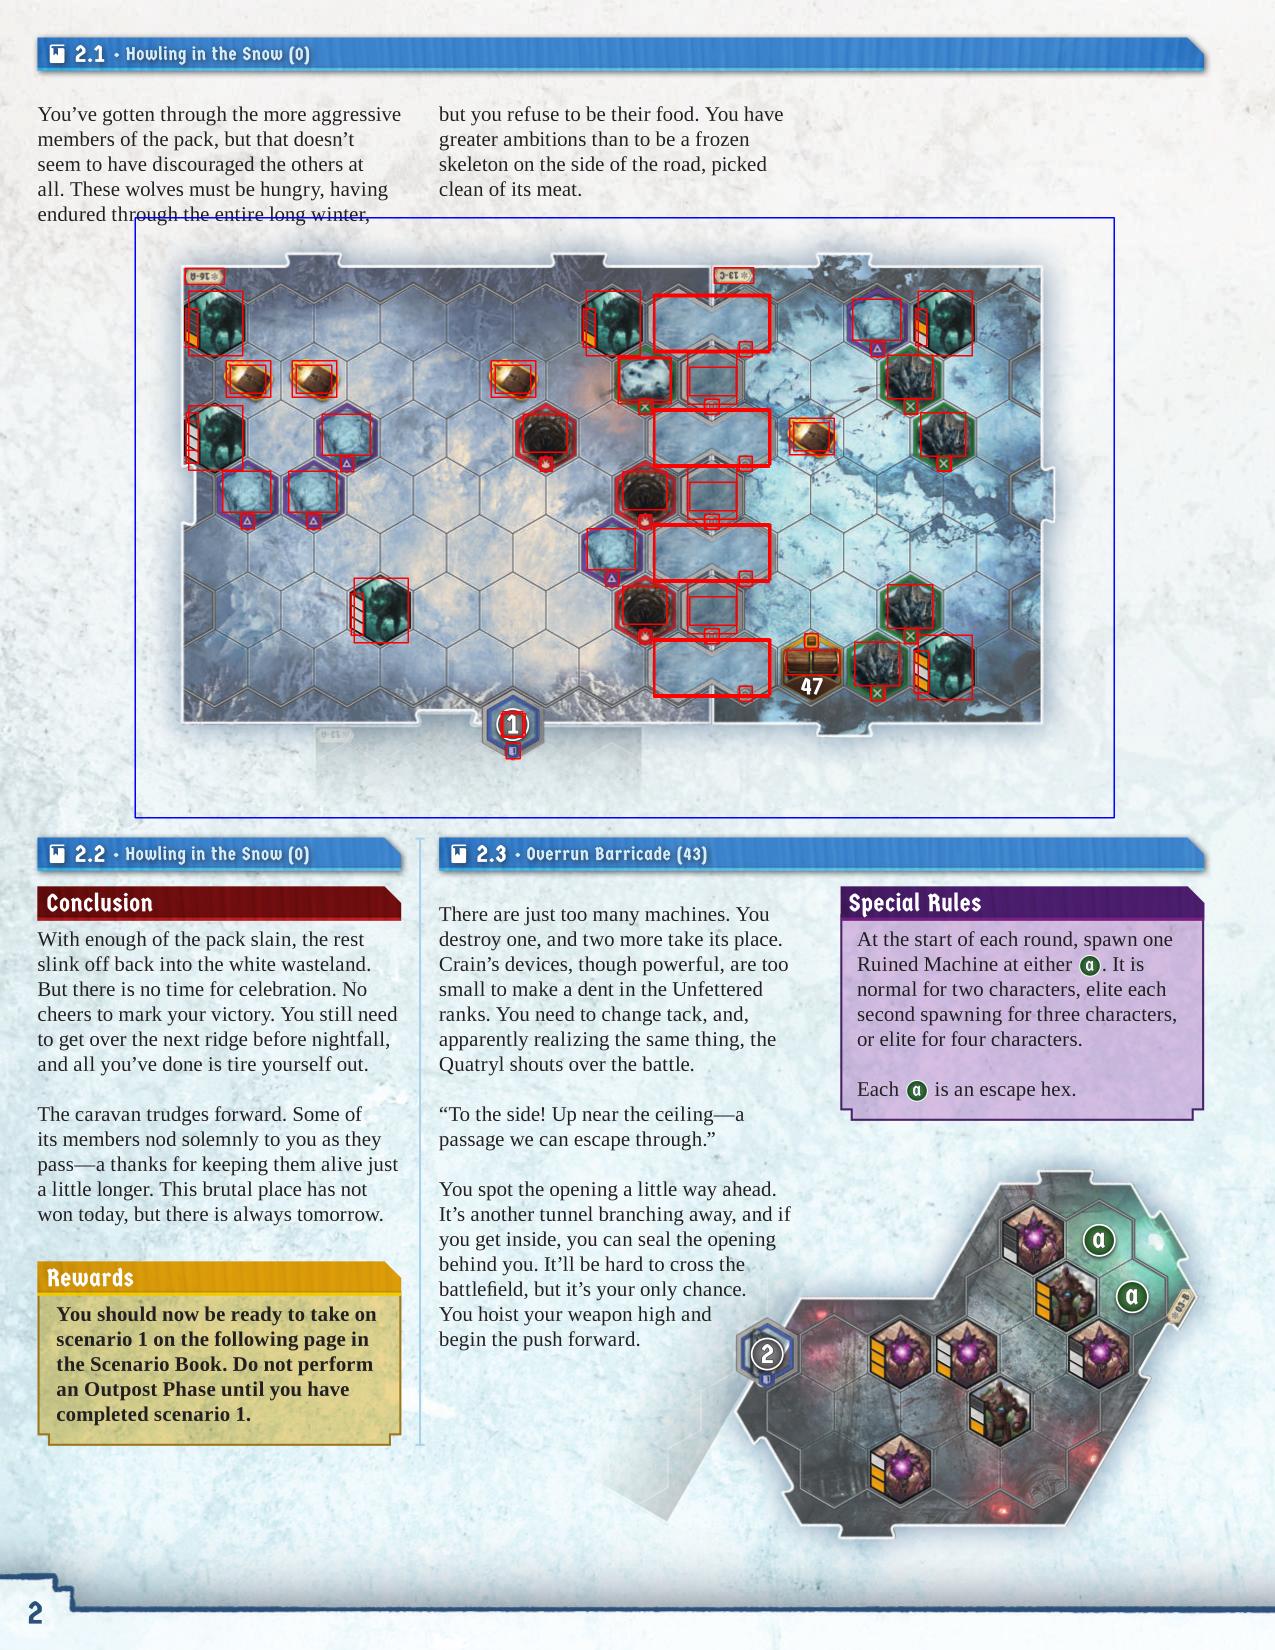 2.1 • Howling in the Snow (0)
You’ve gotten through the more aggressive
members of the pack, but that doesn’t
seem to have discouraged the others at
all. These wolves must be hungry, having
endured through the entire long winter,
but you refuse to be their food. You have
greater ambitions than to be a frozen
skeleton on the side of the road, picked
clean of its meat.
16-A
13-C
47
1
13-A
2.2 • Howling in the Snow (0)
Conclusion
With enough of the pack slain, the rest
slink off back into the white wasteland.
But there is no time for celebration. No
cheers to mark your victory. You still need
to get over the next ridge before nightfall,
and all you’ve done is tire yourself out.
The caravan trudges forward. Some of
its members nod solemnly to you as they
pass—a thanks for keeping them alive just
a little longer. This brutal place has not
won today, but there is always tomorrow.
Rewards
You should now be ready to take on
scenario 1 on the following page in
the Scenario Book. Do not perform
an Outpost Phase until you have
completed scenario 1.
2.3 • Overrun Barricade (43)
There are just too many machines. You
destroy one, and two more take its place.
Crain’s devices, though powerful, are too
small to make a dent in the Unfettered
ranks. You need to change tack, and,
apparently realizing the same thing, the
Quatryl shouts over the battle.
“To the side! Up near the ceiling—a
passage we can escape through.”
You spot the opening a little way ahead.
It’s another tunnel branching away, and if
you get inside, you can seal the opening
behind you. It’ll be hard to cross the
battlefield, but it’s your only chance.
You hoist your weapon high and
begin the push forward.
Special Rules
At the start of each round, spawn one
Ruined Machine at either a. It is
normal for two characters, elite each
second spawning for three characters,
or elite for four characters.
Each a is an escape hex.
a
a
03-B
2
2